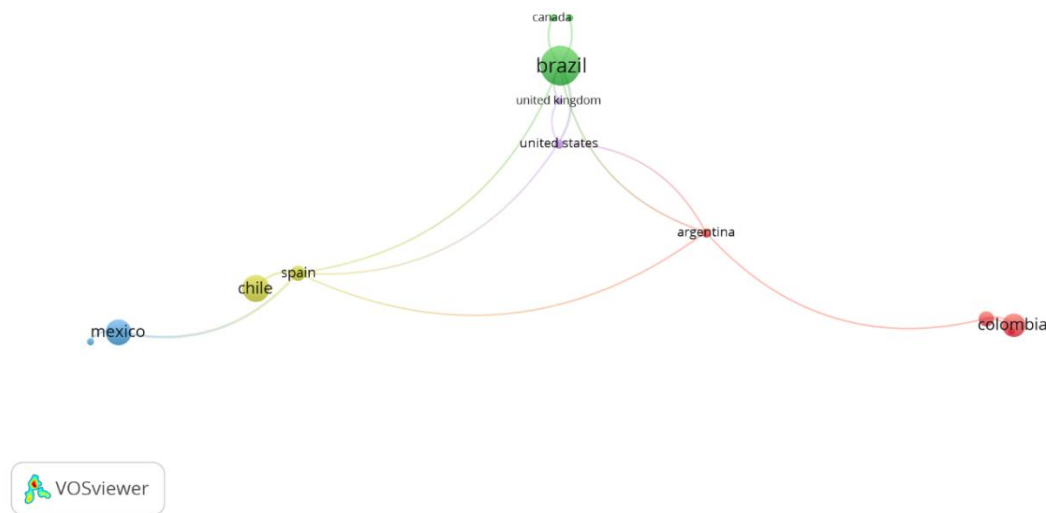 canada
brazil
united kingdom
united states
argentina
spain
chile
mexico
colombia
VOSviewer